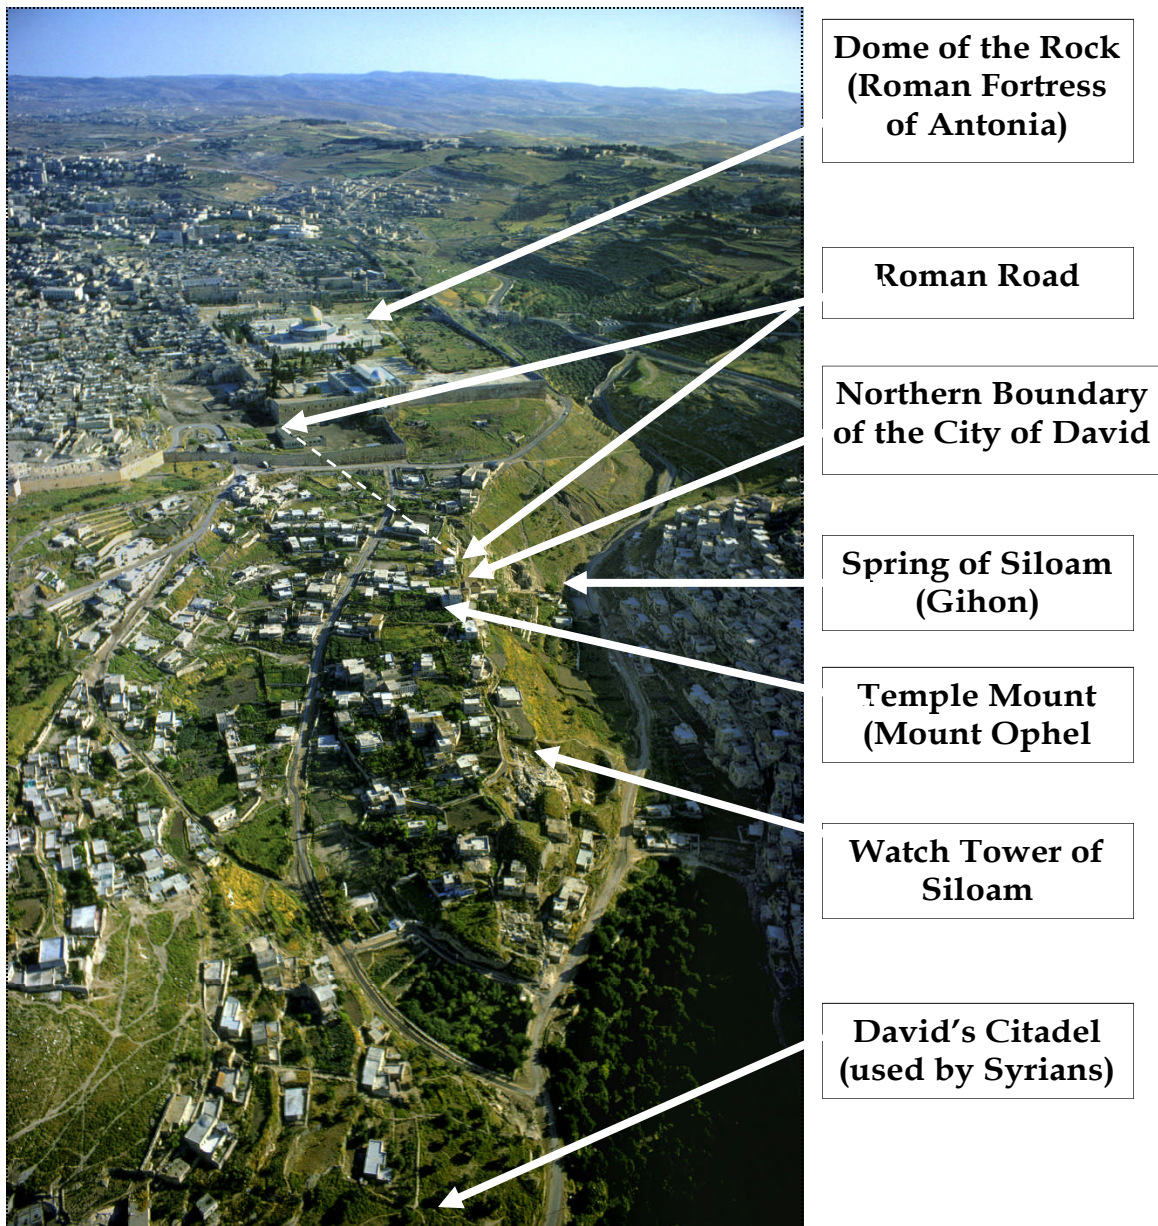 Dome of the Rock
(Roman Fortress
of Antonia)
Roman Road
Northern Boundary
of the City of David
Spring of Siloam
(Gihon)
Temple Mount
(Mount Ophel
Watch Tower of
Siloam
David's Citadel
(used by Syrians)